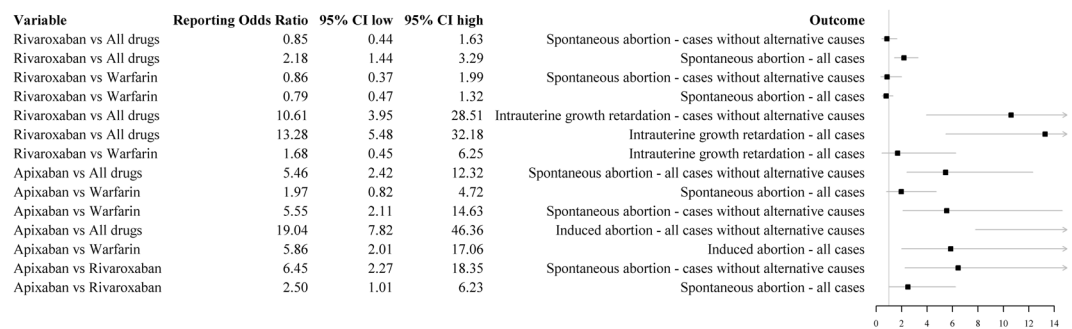 Variable Reporting Odds Ratio 95% CI low 95% CI high Outcome
Rivaroxaban vs All drugs 0.85 0.44 1.63 Spontaneous abortion - cases without alternative causes
Rivaroxaban vs All drugs 2.18 1.44 3.29 Spontaneous abortion - all cases
Rivaroxaban vs Warfarin 0.86 0.37 1.99 Spontaneous abortion - cases without alternative causes
Rivaroxaban vs Warfarin 0.79 0.47 1.32 Spontaneous abortion - all cases
Rivaroxaban vs All drugs 10.61 3.95 28.51 Intrauterine growth retardation - cases without alternative causes
Rivaroxaban vs All drugs 13.28 5.48 32.18 Intrauterine growth retardation - all cases
Rivaroxaban vs Warfarin 1.68 0.45 6.25 Intrauterine growth retardation - all cases
Apixaban vs All drugs 5.46 2.42 12.32 Spontaneous abortion - all cases without alternative causes
Apixaban vs Warfarin 1.97 0.82 4.72 Spontaneous abortion - all cases
Apixaban vs Warfarin 5.55 2.11 14.63 Spontaneous abortion - cases without alternative causes
Apixaban vs All drugs 19.04 7.82 46.36 Induced abortion - all cases without alternative causes
Apixaban vs Warfarin 5.86 2.01 17.06 Induced abortion - all cases
Apixaban vs Rivaroxaban 6.45 2.27 18.35 Spontaneous abortion - cases without alternative causes
Apixaban vs Rivaroxaban 2.50 1.01 6.23 Spontaneous abortion - all cases
0 2 4 6 8 10 12 14